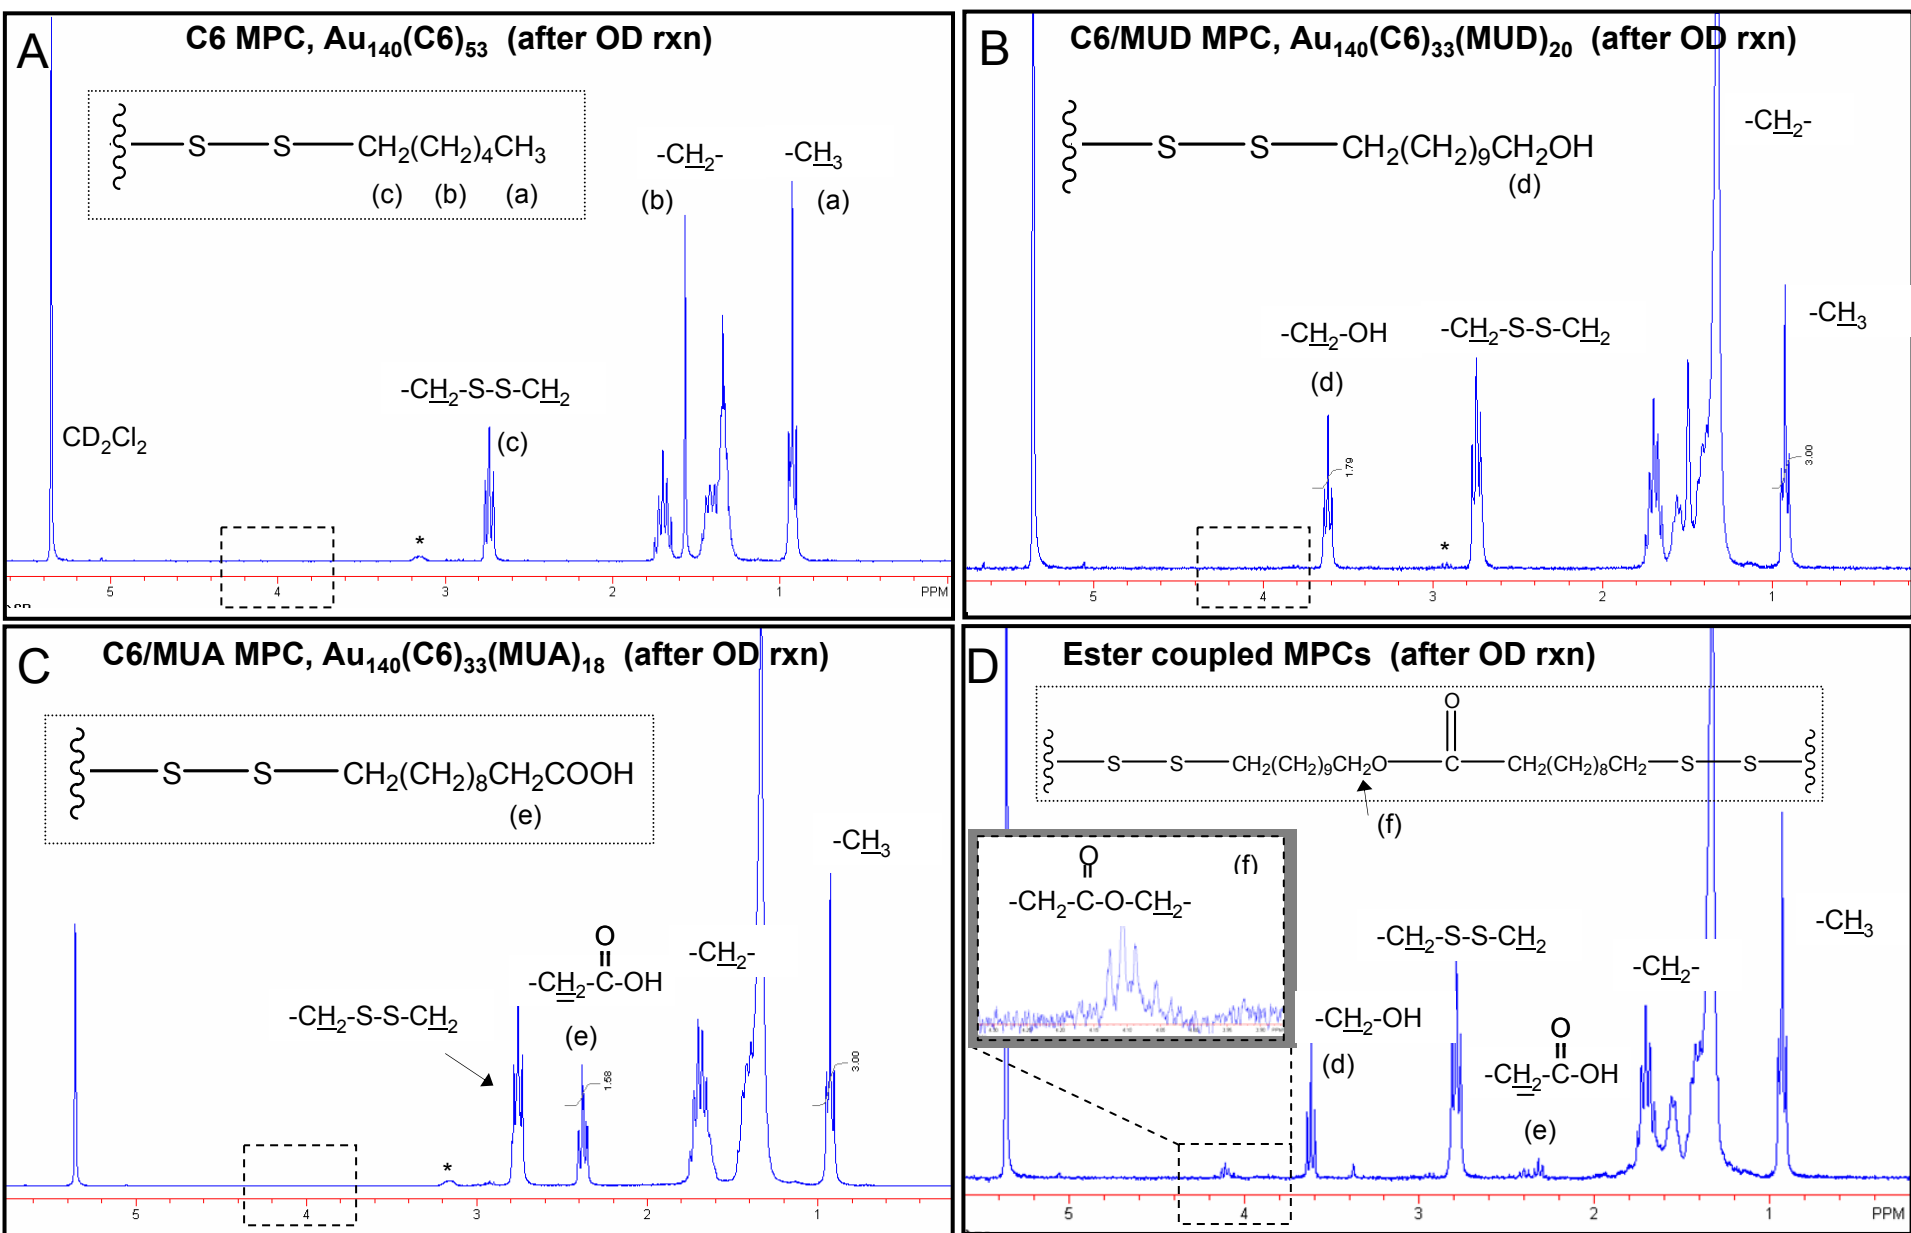 A
C6 MPC, Au140(C6)53 (after OD rxn)
S S CH2(CH2)4CH3
(c) (b) (a)
-CH2-
(b)
-CH3
(a)
-CH2-S-S-CH2
(c)
CD2Cl2
*
5 4 3 2 1 PPM
B
C6/MUD MPC, Au140(C6)33(MUD)20 (after OD rxn)
-CH2-
S S CH2(CH2)9CH2OH
(d)
-CH3
-CH2-OH
(d)
-CH2-S-S-CH2
1.79
3.00
*
5 4 3 2 1
C
C6/MUA MPC, Au140(C6)33(MUA)18 (after OD rxn)
S S CH2(CH2)8CH2COOH
(e)
-CH3
O
-CH2-C-OH
(e)
-CH2-
-CH2-S-S-CH2
1.58
3.00
*
5 4 3 2 1
D
Ester coupled MPCs (after OD rxn)
O
S S CH2(CH2)9CH2O C CH2(CH2)8CH2 S S
(f)
O
(f)
-CH2-C-O-CH2-
-CH3
-CH2-S-S-CH2
-CH2-
-CH2-OH
(d)
O
-CH2-C-OH
(e)
5 4 3 2 1 PPM